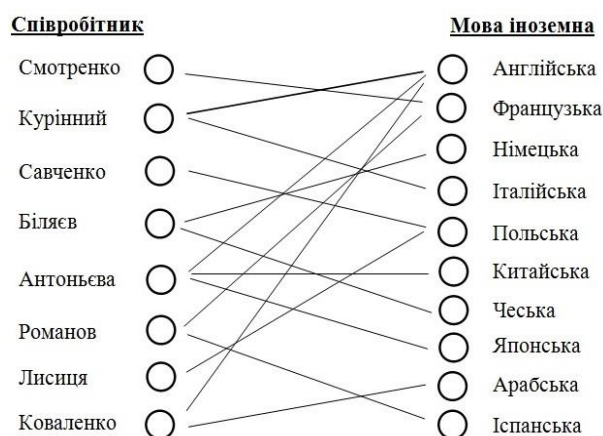 Співробітник
Мова іноземна
Смотренко
Англійська
Курінний
Французька
Савченко
Німецька
Біляєв
Італійська
Антоньєва
Польська
Романов
Китайська
Лисиця
Чеська
Коваленко
Японська
Арабська
Іспанська